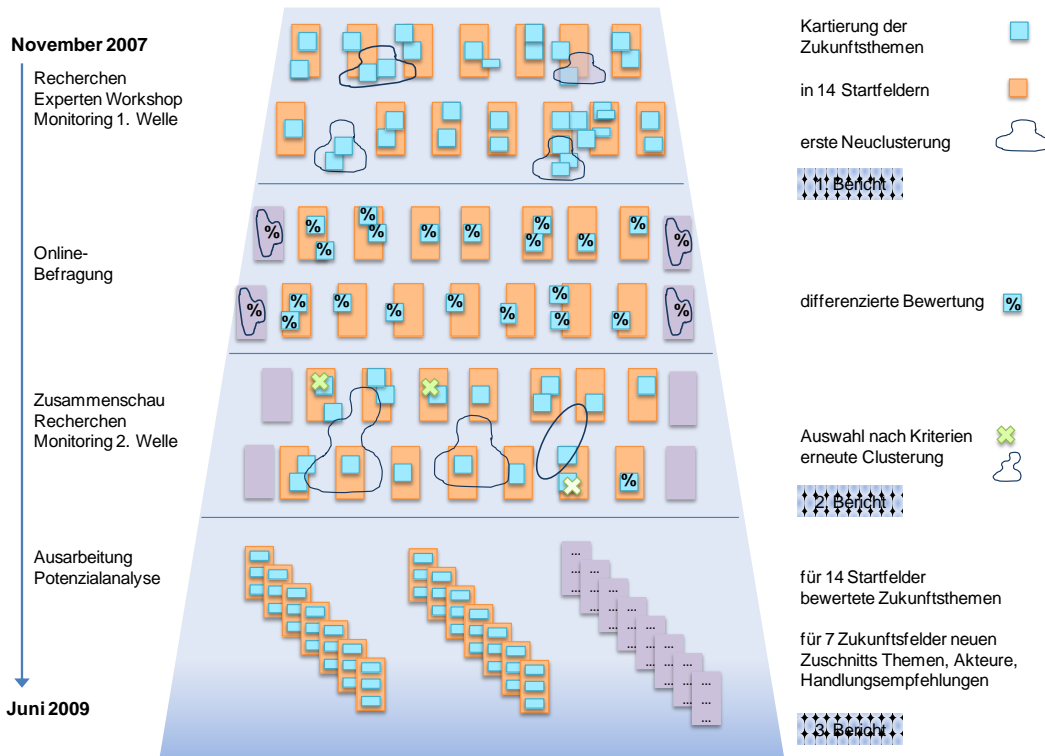 November 2007
Recherchen
Experten Workshop
Monitoring 1. Welle
Kartierung der
Zukunftsthemen
in 14 Startfeldern
erste Neuclusterung
1. Bericht
Online-
Befragung
% % % % % % % % % % % % %
% % % % % % % % % % % % %
differenzierte Bewertung %
Zusammenschau
Recherchen
Monitoring 2. Welle
%
Auswahl nach Kriterien
erneute Clusterung
2. Bericht
Ausarbeitung
Potenzialanalyse
... ... ...
... ... ...
... ... ...
... ... ...
... ... ...
... ... ...
... ... ...
für 14 Startfelder
bewertete Zukunftsthemen
für 7 Zukunftsfelder neuen
Zuschnitts Themen, Akteure,
Handlungsempfehlungen
3. Bericht
Juni 2009